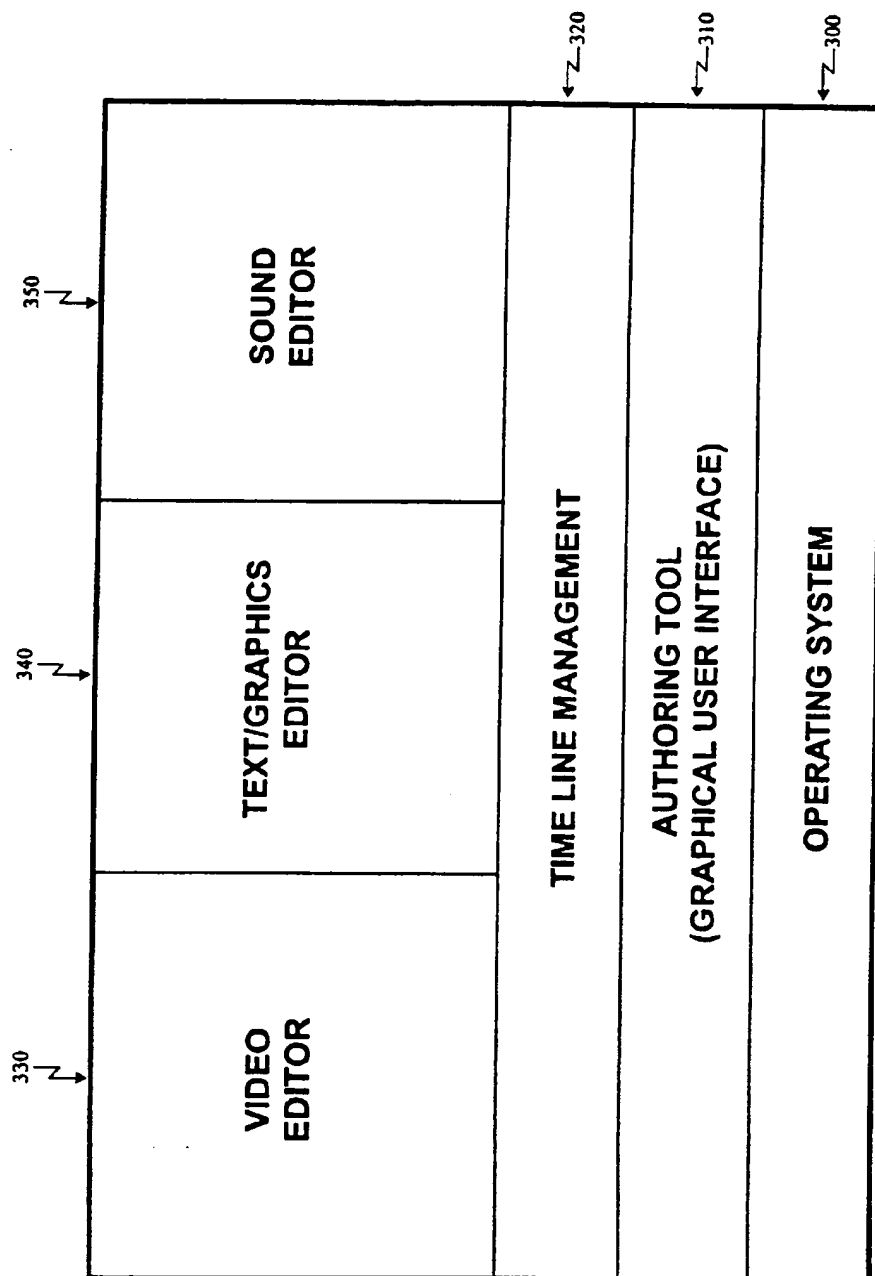 330
340
350
VIDEO
EDITOR
TEXT/GRAPHICS
EDITOR
SOUND
EDITOR
TIME LINE MANAGEMENT
320
AUTHORING TOOL
(GRAPHICAL USER INTERFACE)
310
OPERATING SYSTEM
300